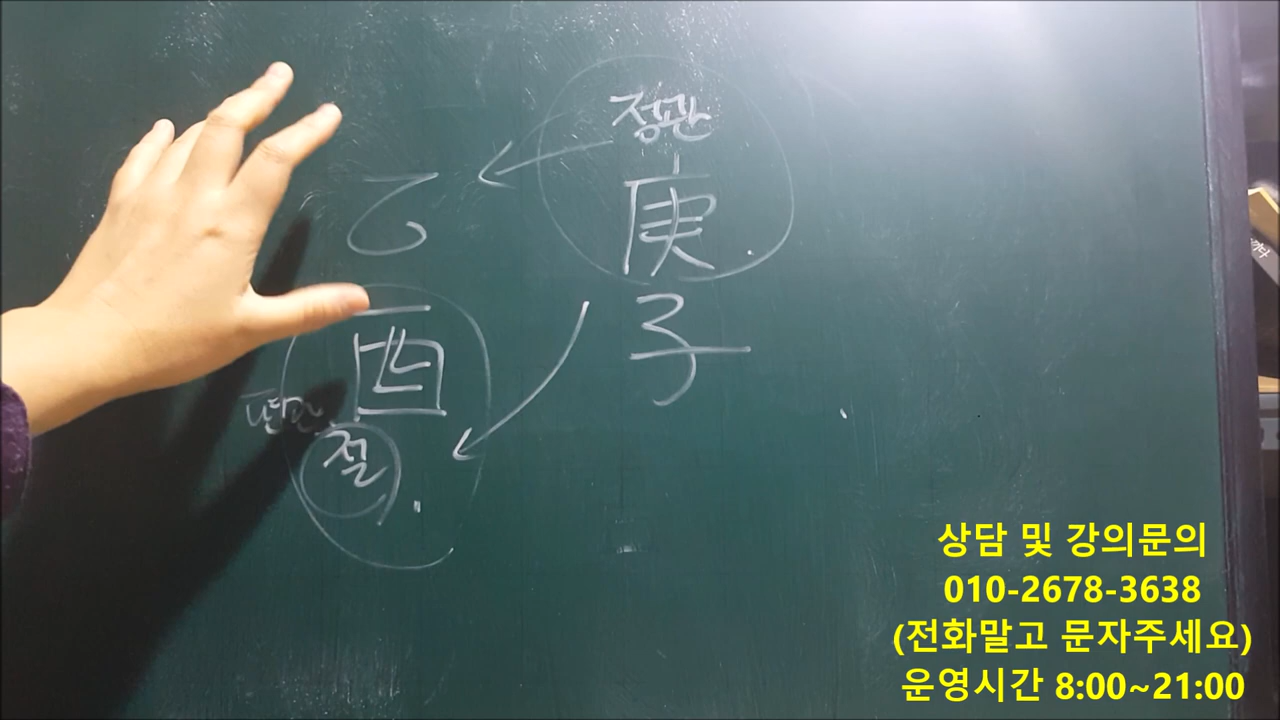 정관
乙 庚
酉 子
편관
절
상담 및 강의문의
010-2678-3638
(전화말고 문자주세요)
운영시간 8:00~21:00